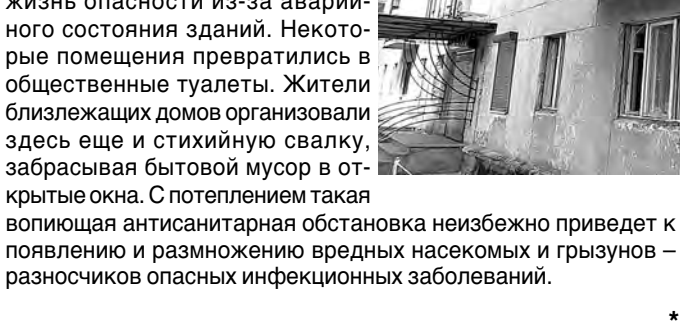 жизнь опасности из-за аварий-
ного состояния зданий. Некото-
рые помещения превратились в
общественные туалеты. Жители
близлежащих домов организовали
здесь еще и стихийную свалку,
забрасывая бытовой мусор в от-
крытые окна. С потеплением такая
вопиющая антисанитарная обстановка неизбежно приведет к
появлению и размножению вредных насекомых и грызунов –
разносчиков опасных инфекционных заболеваний.
*